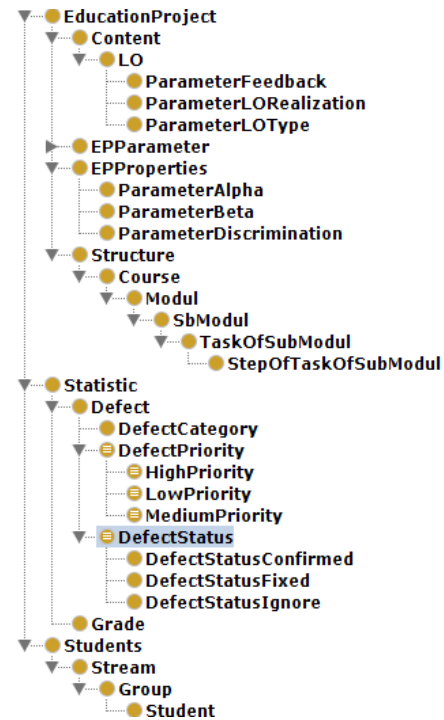 EducationProject
Content
LO
ParameterFeedback
ParameterLORealization
ParameterLOType
EPParameter
EPProperties
ParameterAlpha
ParameterBeta
ParameterDiscrimination
Structure
Course
Modul
SbModul
TaskOfSubModul
StepOfTaskOfSubModul
Statistic
Defect
DefectCategory
DefectPriority
HighPriority
LowPriority
MediumPriority
DefectStatus
DefectStatusConfirmed
DefectStatusFixed
DefectStatusIgnore
Grade
Students
Stream
Group
Student